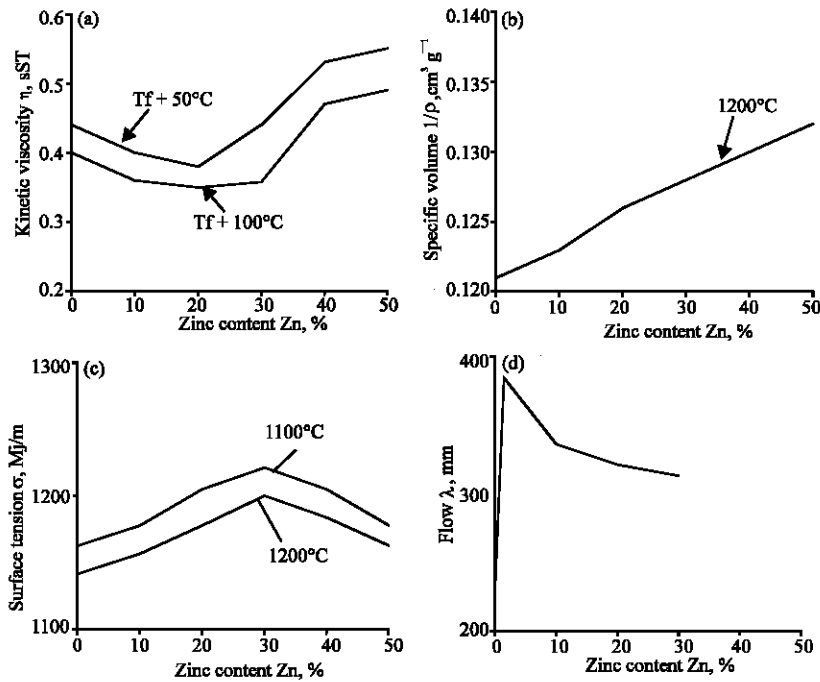 (a)
Kinetic viscosity η, sST
0.6
0.5
0.4
0.3
0.2
Tf + 50°C
Tf + 100°C
0 10 20 30 40 50
Zinc content Zn, %
(b)
Specific volume 1/ρ,cm³ g⁻¹
0.140
0.135
0.130
0.125
0.120
1200°C
0 10 20 30 40 50
Zinc content Zn, %
(c)
Surface tension σ, Mj/m
1300
1200
1100
1100°C
1200°C
0 10 20 30 40 50
Zinc content Zn, %
(d)
Flow λ, mm
400
300
200
0 10 20 30 40 50
Zinc content Zn, %